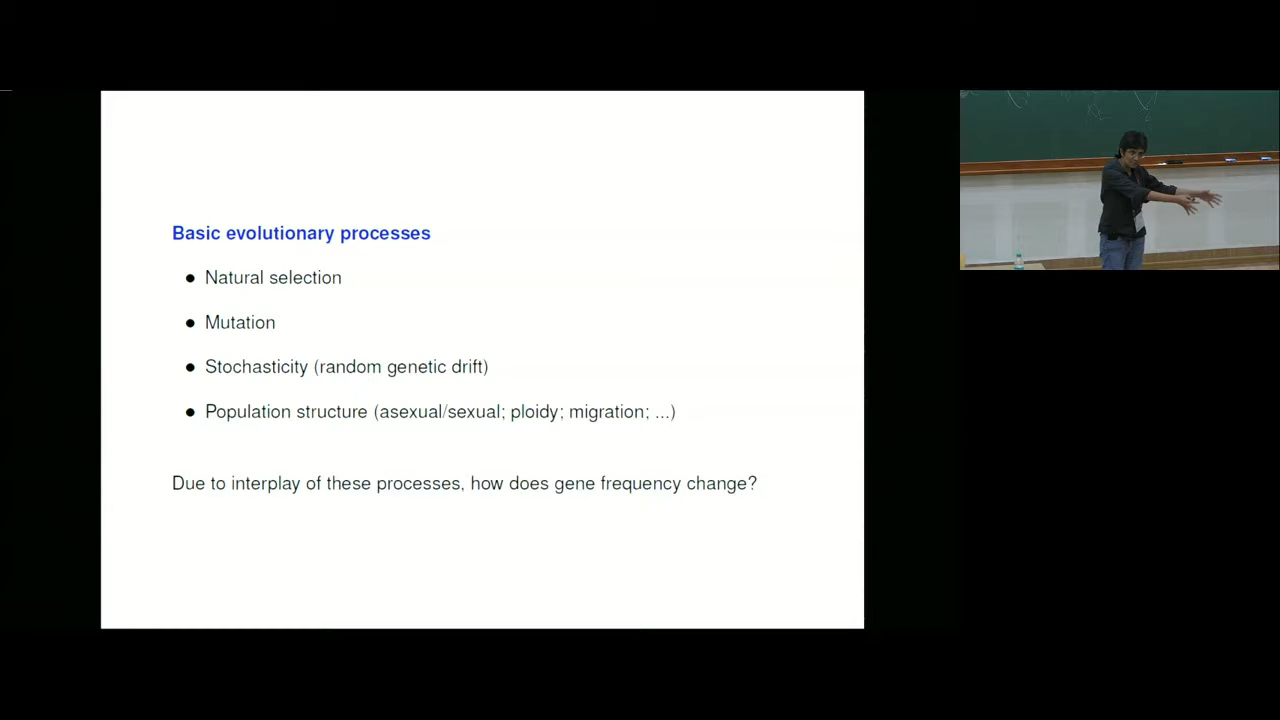 Basic evolutionary processes
● Natural selection
● Mutation
● Stochasticity (random genetic drift)
● Population structure (asexual/sexual; ploidy; migration; ...)
Due to interplay of these processes, how does gene frequency change?